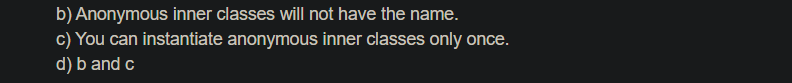 b) Anonymous inner classes will not have the name.
c) You can instantiate anonymous inner classes only once.
d) b and c